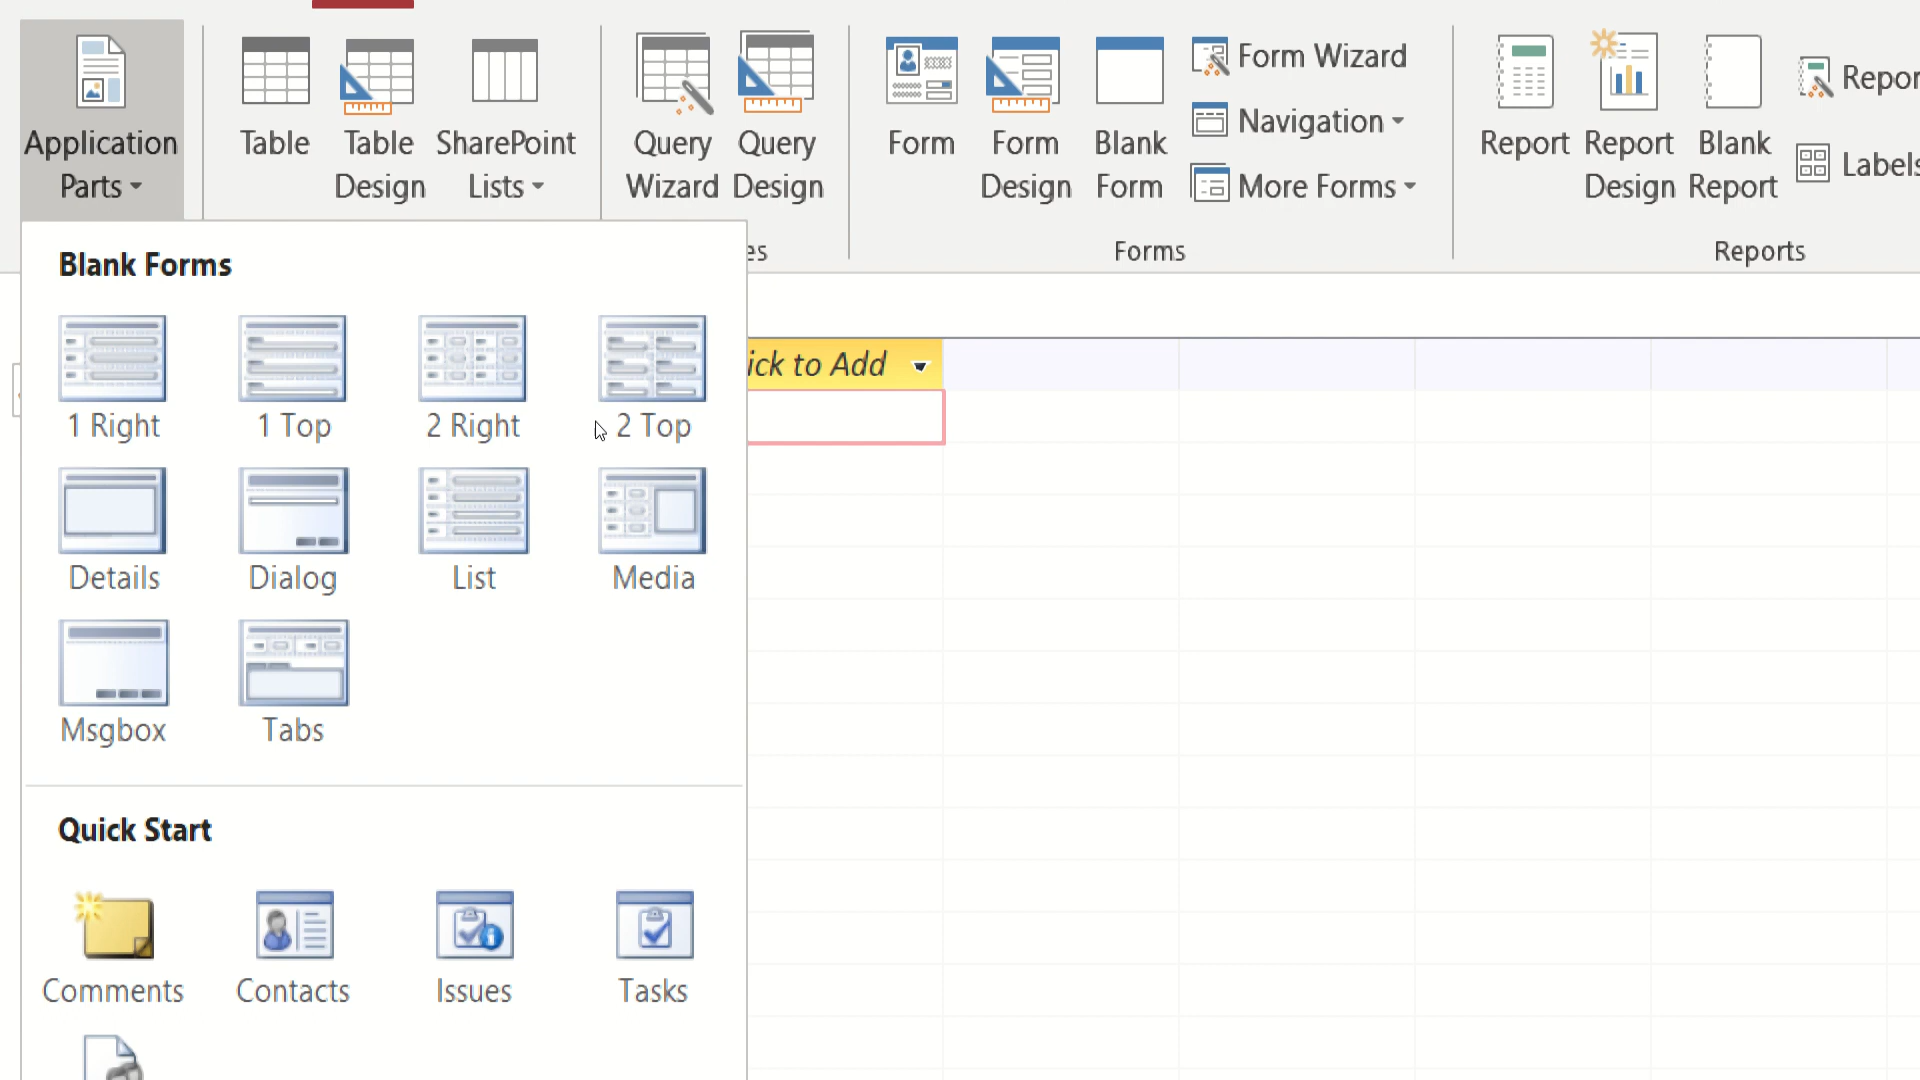 Application Parts
Table
Table Design
SharePoint Lists
Query Wizard
Query Design
Form
Form Design
Blank Form
Form Wizard
Navigation
More Forms
Report
Report Design
Blank Report
Labels
Forms
Reports
Blank Forms
1 Right
1 Top
2 Right
2 Top
to Add
Details
Dialog
List
Media
Msgbox
Tabs
Quick Start
Comments
Contacts
Issues
Tasks